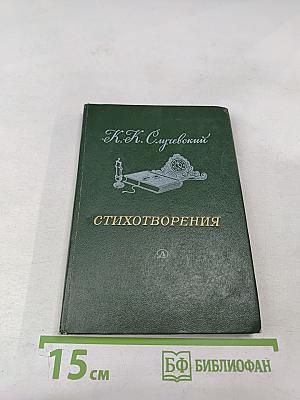 К. К. Случевский
СТИХОТВОРЕНИЯ
Д
15 см
БФ БИБЛИОФАН